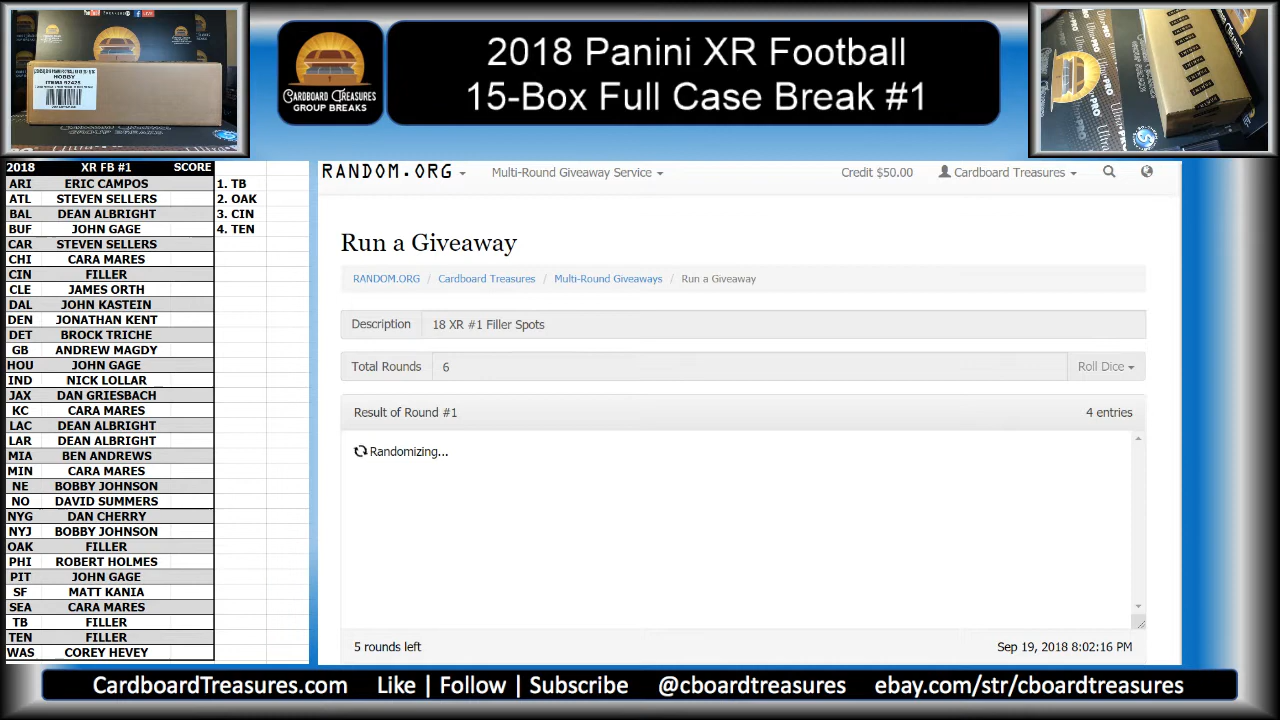 2018 Panini XR Football
15-Box Full Case Break #1
CARDBOARD TREASURES
GROUP BREAKS
HOBBY
2018 XR FB #1 SCORE
ARI ERIC CAMPOS 1. TB
ATL STEVEN SELLERS 2. OAK
BAL DEAN ALBRIGHT 3. CIN
BUF JOHN GAGE 4. TEN
CAR STEVEN SELLERS
CHI CARA MARES
CIN FILLER
CLE JAMES ORTH
DAL JOHN KASTEIN
DEN JONATHAN KENT
DET BROCK TRICHE
GB ANDREW MAGDY
HOU JOHN GAGE
IND NICK LOLLAR
JAX DAN GRIESBACH
KC CARA MARES
LAC DEAN ALBRIGHT
LAR DEAN ALBRIGHT
MIA BEN ANDREWS
MIN CARA MARES
NE BOBBY JOHNSON
NO DAVID SUMMERS
NYG DAN CHERRY
NYJ BOBBY JOHNSON
OAK FILLER
PHI ROBERT HOLMES
PIT JOHN GAGE
SF MATT KANIA
SEA CARA MARES
TB FILLER
TEN FILLER
WAS COREY HEVEY
RANDOM.ORG Multi-Round Giveaway Service Credit $50.00 Cardboard Treasures
Run a Giveaway
RANDOM.ORG / Cardboard Treasures / Multi-Round Giveaways / Run a Giveaway
Description 18 XR #1 Filler Spots
Total Rounds 6 Roll Dice
Result of Round #1 4 entries
Randomizing...
5 rounds left Sep 19, 2018 8:02:16 PM
CardboardTreasures.com Like | Follow | Subscribe @cboardtreasures ebay.com/str/cboardtreasures